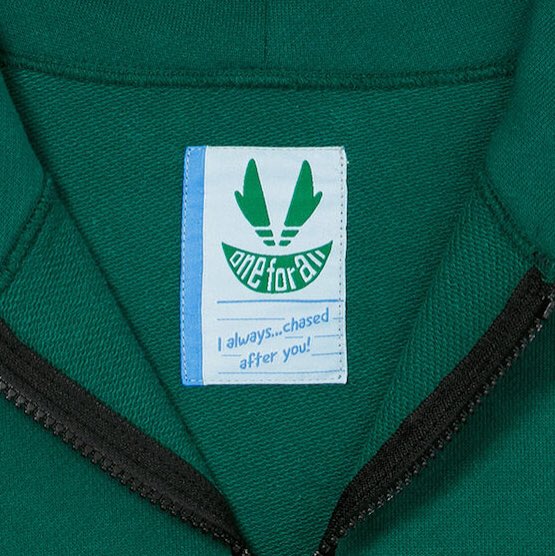 one for all
I always...chased
after you!